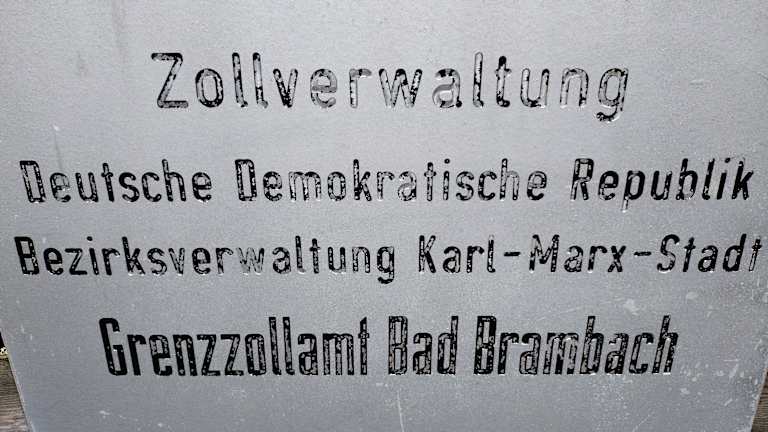 Zollverwaltung
Deutsche Demokratische Republik
Bezirksverwaltung Karl-Marx-Stadt
Grenzzollamt Bad Brambach